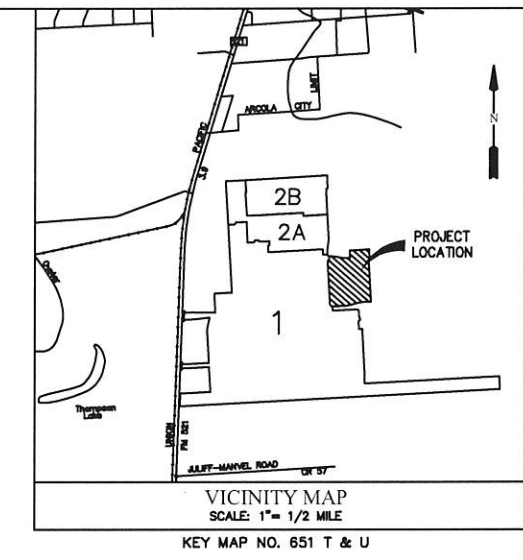 ARCOLA CITY LIMIT
PACIFIC
S.P.
N
2B
2A
PROJECT
LOCATION
1
Oyster
Thompson
Lake
UNION
FM 521
JULIFF-MANVEL ROAD
CR 57
VICINITY MAP
SCALE: 1"= 1/2 MILE
KEY MAP NO. 651 T & U